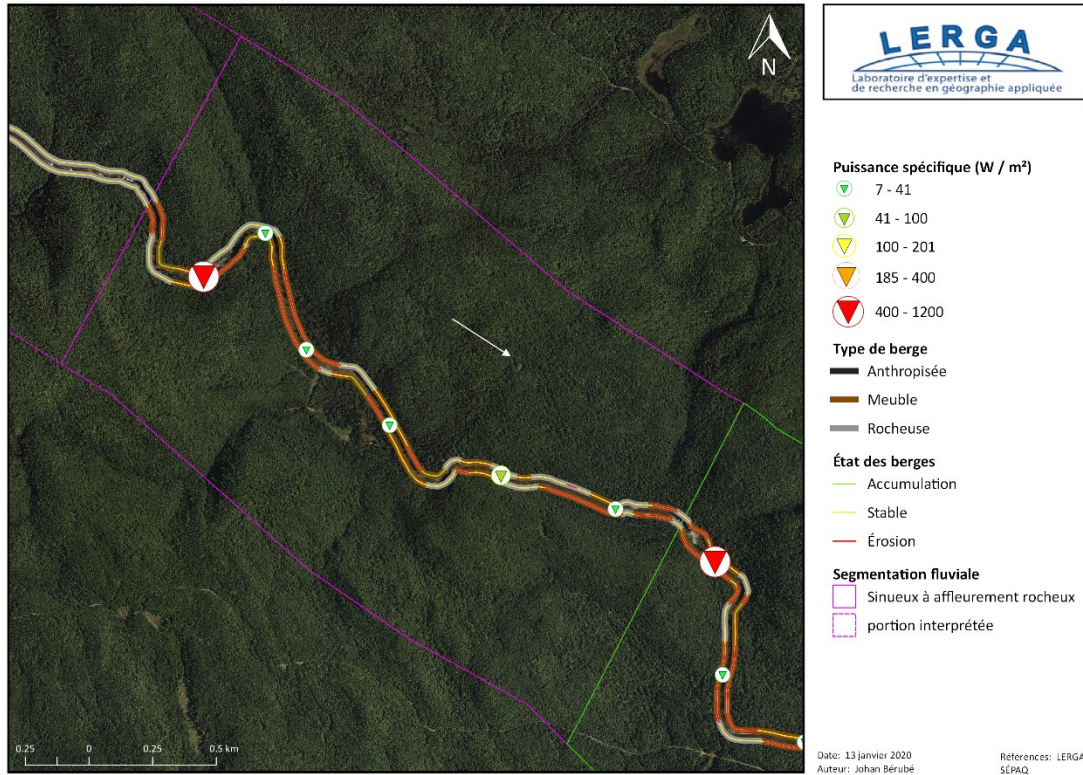 N
LERGA
Laboratoire d'expertise et
de recherche en géographie appliquée
Puissance spécifique (W / m²)
7 - 41
41 - 100
100 - 201
185 - 400
400 - 1200
Type de berge
Anthropisée
Meuble
Rocheuse
État des berges
Accumulation
Stable
Érosion
Segmentation fluviale
Sinueux à affleurement rocheux
portion interprétée
0.25 0 0.25 0.5 km
Date: 13 janvier 2020
Auteur: Johan Bérubé
Références: LERGA
SÉPAQ